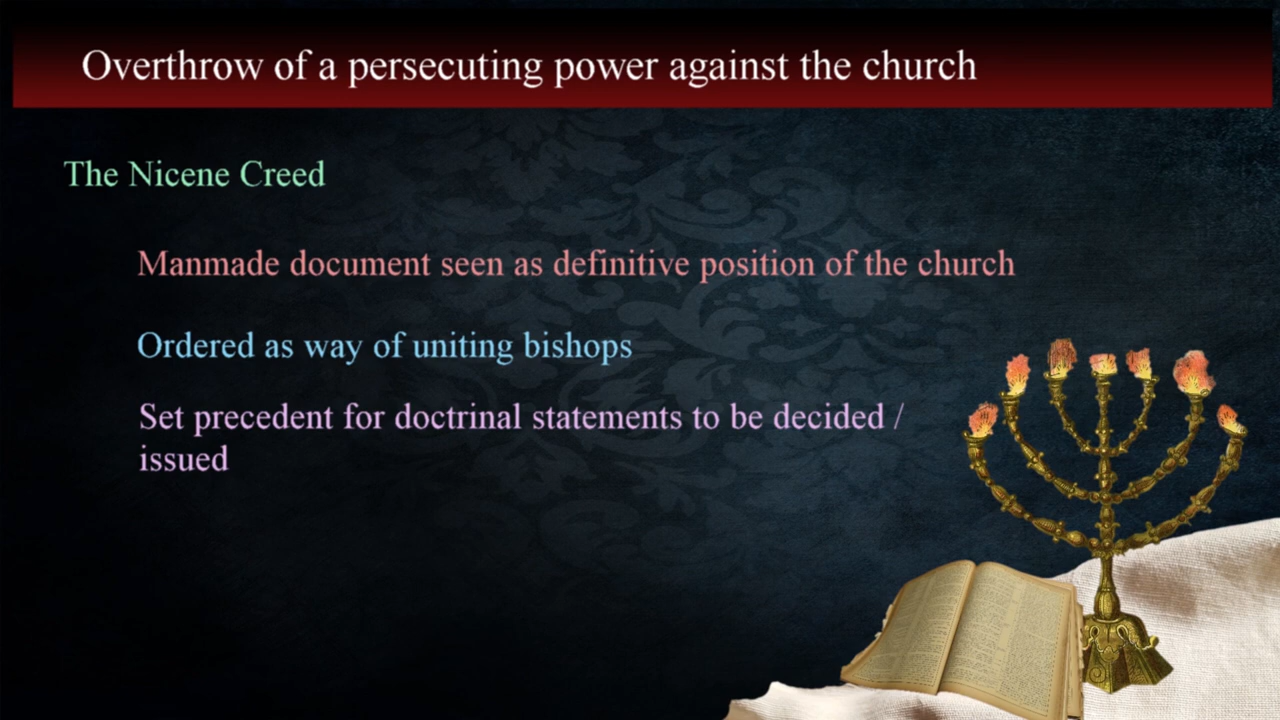 Overthrow of a persecuting power against the church
The Nicene Creed
Manmade document seen as definitive position of the church
Ordered as way of uniting bishops
Set precedent for doctrinal statements to be decided /
issued